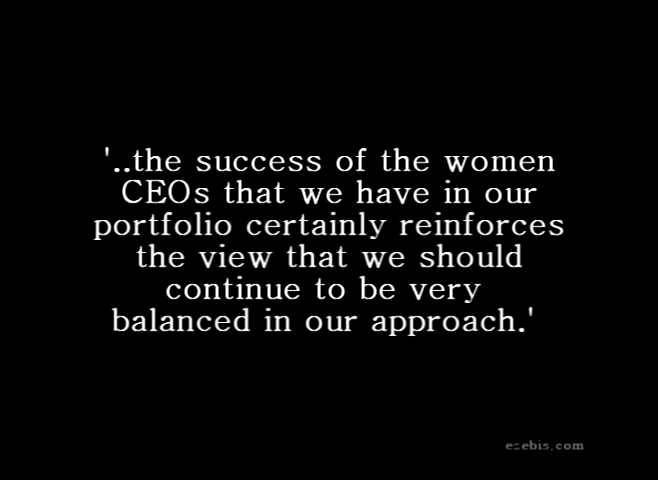 '..the success of the women
CEOs that we have in our
portfolio certainly reinforces
the view that we should
continue to be very
balanced in our approach.'
ezebis.com